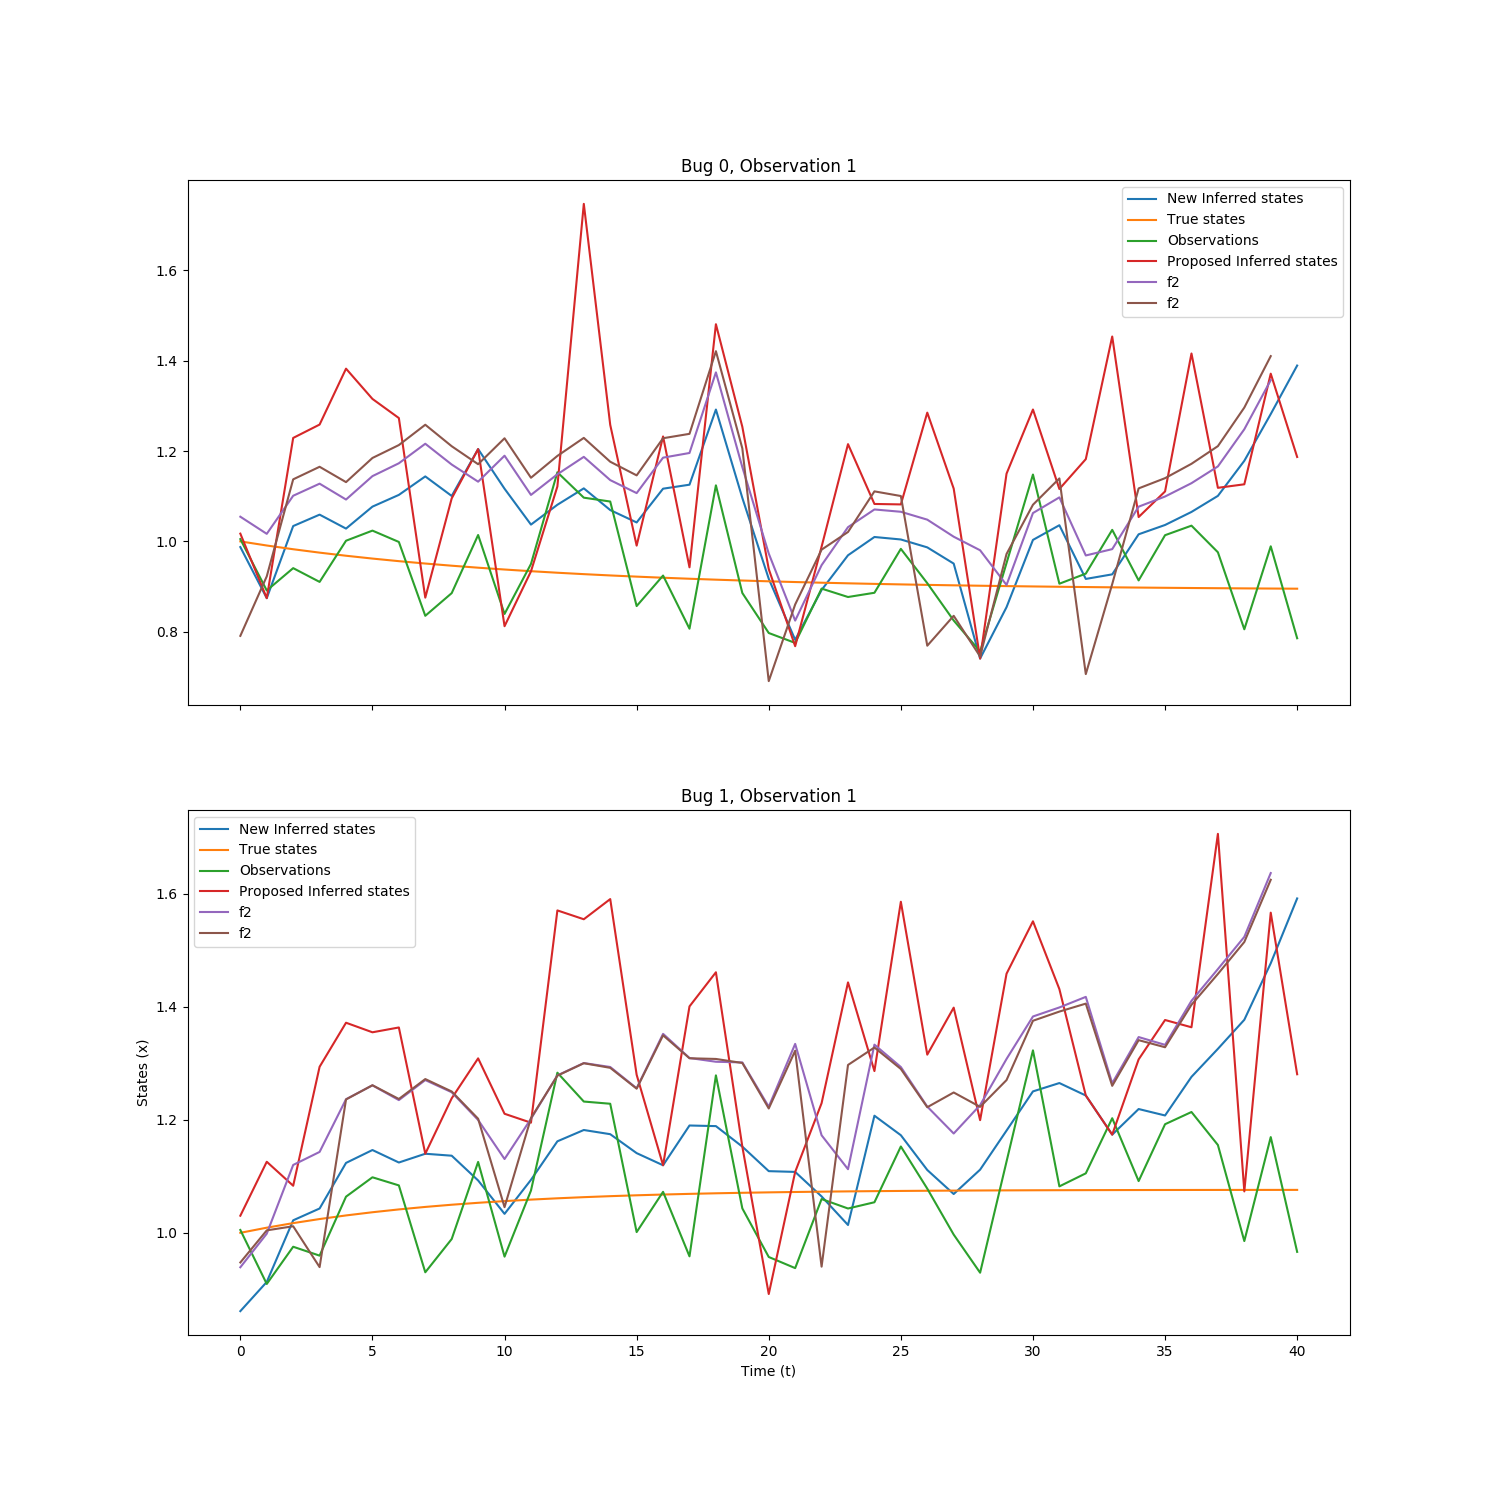 Bug 0, Observation 1
New Inferred states
True states
Observations
Proposed Inferred states
f2
f2
1.6
1.4
1.2
1.0
0.8
Bug 1, Observation 1
New Inferred states
True states
Observations
Proposed Inferred states
f2
f2
1.6
1.4
1.2
1.0
States (x)
0 5 10 15 20 25 30 35 40
Time (t)